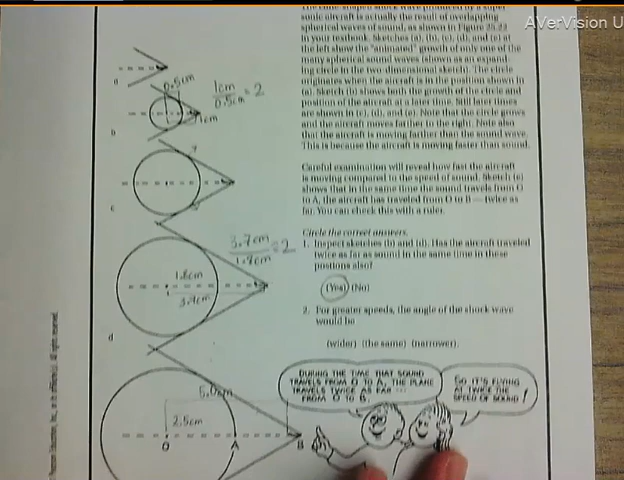 The cone-shaped shock wave produced by a super-
sonic aircraft is actually the result of overlapping
spherical waves of sound, as shown in Figure 25.22
in your textbook. Sketches (a), (b), (c), (d), and (e) at
the left show the "animated" growth of only one of the
many spherical sound waves (shown as an expand-
ing circle in the two-dimensional sketch). The circle
originates when the aircraft is in the position shown in
a). Sketch (b) shows both the growth of the circle and
position of the aircraft at a later time. Still later times
are shown in (c), (d), and (e). Note that the circle grows
and the aircraft moves farther to the right. Note also
that the aircraft is moving farther than the sound wave.
This is because the aircraft is moving faster than sound.
Careful examination will reveal how fast the aircraft
is moving compared to the speed of sound. Sketch (e)
shows that in the same time the sound travels from O
to A, the aircraft has traveled from O to B — twice as
far. You can check this with a ruler.
Circle the correct answers.
1. Inspect sketches (b) and (d). Has the aircraft traveled
twice as far as sound in the same time in these
postions also?
(Yes) (No)
2. For greater speeds, the angle of the shock wave
would be
(wider) (the same) (narrower).
DURING THE TIME THAT SOUND
TRAVELS FROM O TO A, THE PLANE
TRAVELS TWICE AS FAR ...
FROM O TO B.
SO IT'S FLYING
AT TWICE THE
SPEED OF SOUND!
a
0.5cm
1cm
0.5cm
= 2
1cm
b
c
3.7cm
1.8cm
=2
1.8cm
3.7cm
d
5.0cm
2.5cm
O
A
B
AVerVision U